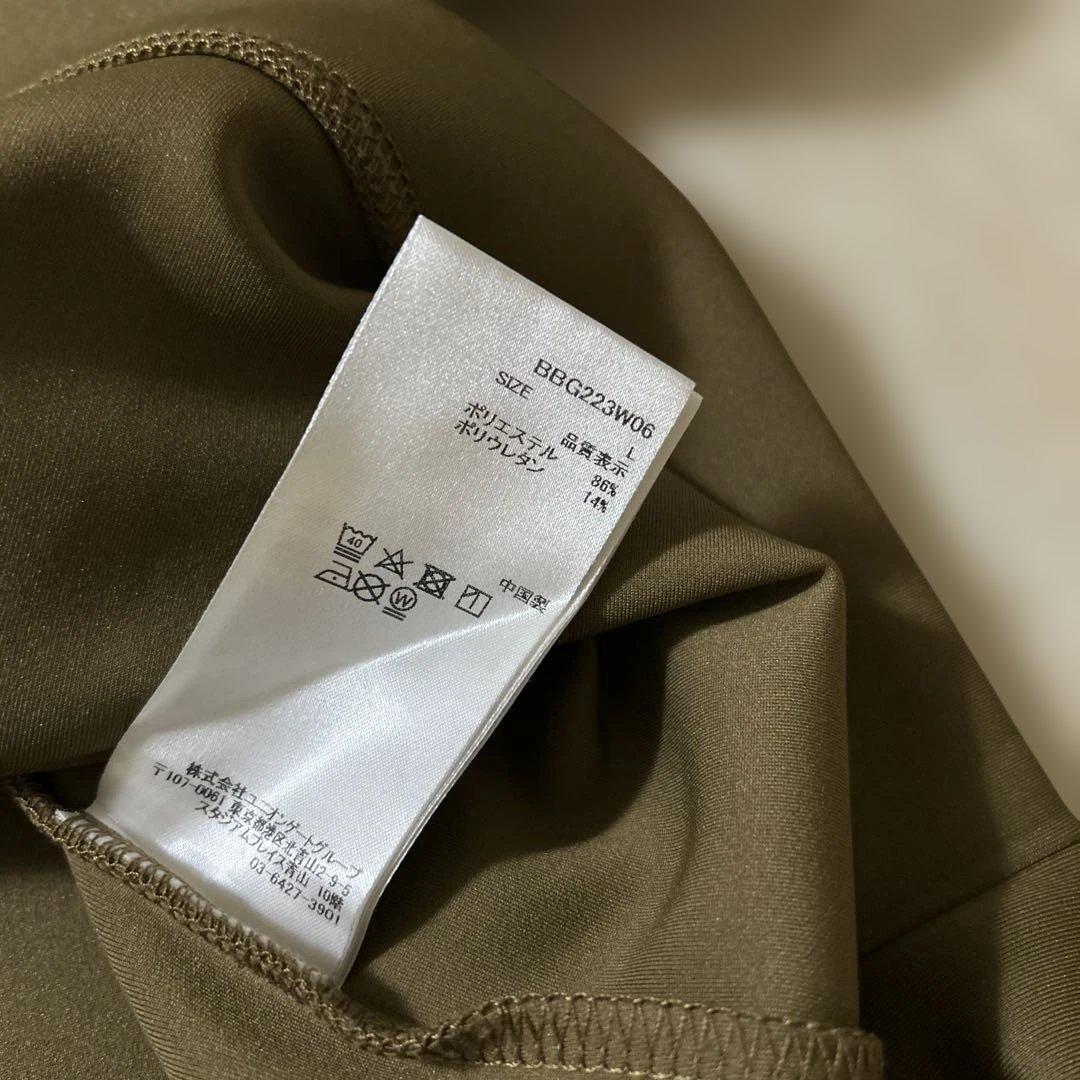 BBG223W06
SIZE L
品質表示
ポリエステル 86%
ポリウレタン 14%
40
W
中国製
株式会社ユニオンゲートグループ
〒107-0061 東京都港区北青山2-9-5
スタジアムプレイス青山 10階
03-6427-3901